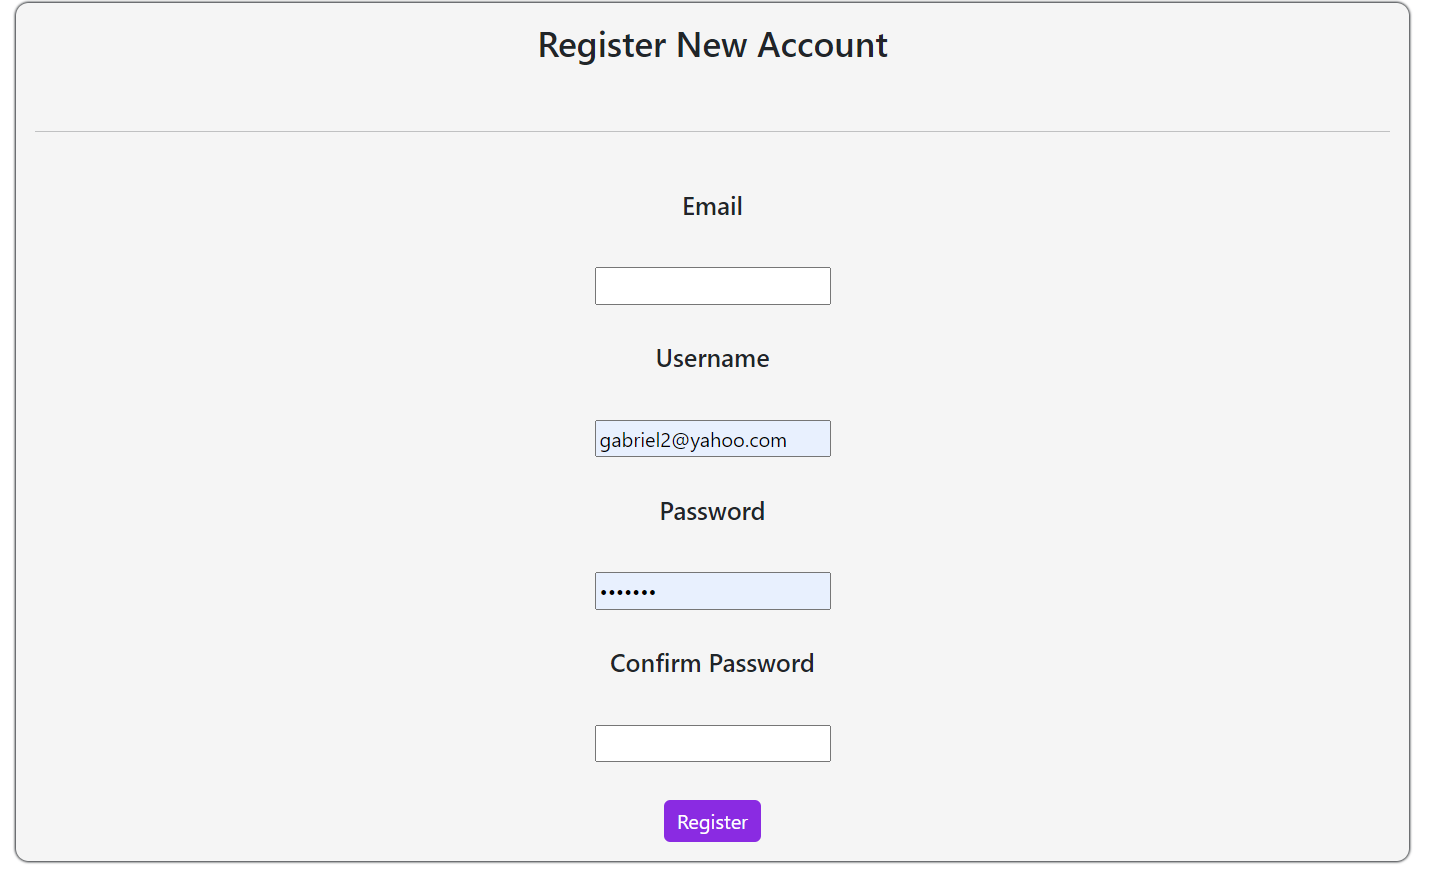 Register New Account
Email
Username
gabriel2@yahoo.com
Password
•••••••
Confirm Password
Register